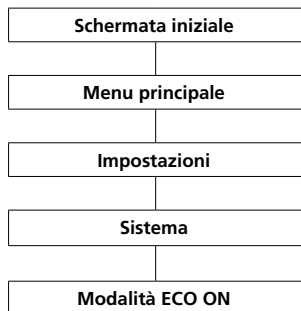 Schermata iniziale
Menu principale
Impostazioni
Sistema
Modalità ECO ON